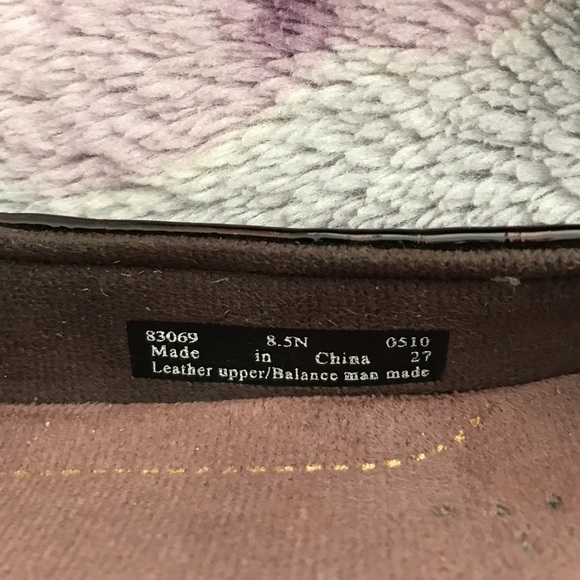 83069 8.5N 0510
Made in China 27
Leather upper/Balance man made